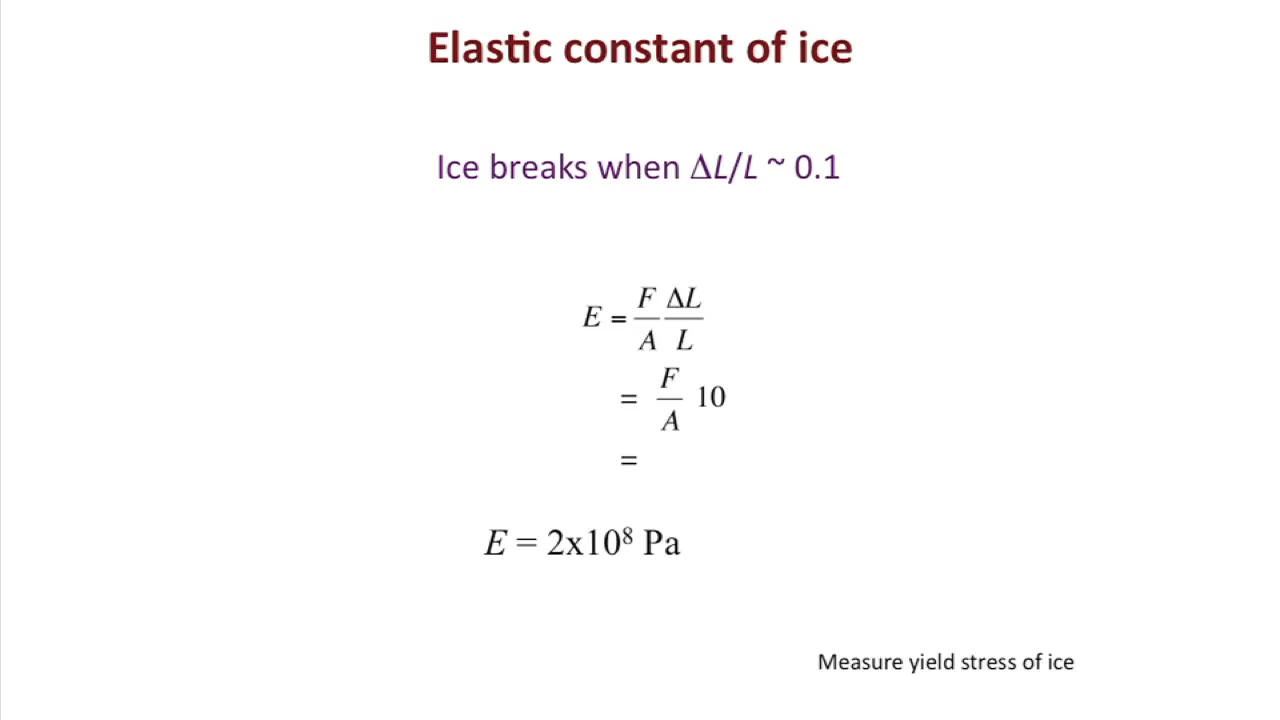 Elastic constant of ice
Ice breaks when ΔL/L ~ 0.1
E = F/A ΔL/L
= F/A 10
=
E = 2x10⁸ Pa
Measure yield stress of ice